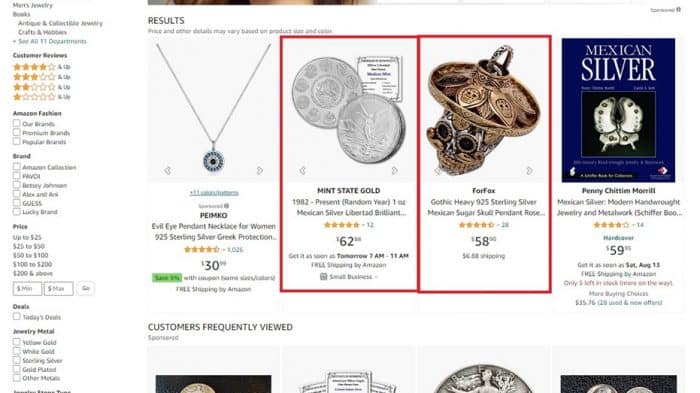 Men's Jewelry
Books
Antique & Collectible Jewelry
Crafts & Hobbies
See All 11 Departments
Customer Reviews
& Up
& Up
& Up
& Up
Amazon Fashion
Our Brands
Premium Brands
Popular Brands
Brand
Amazon Collection
PAVOI
Betsey Johnson
Alex and Ani
GUESS
Lucky Brand
Price
Up to $25
$25 to $50
$50 to $100
$100 to $200
$200 & above
$ Min $ Max Go
Deals
Today's Deals
Jewelry Metal
Yellow Gold
White Gold
Sterling Silver
Gold Plated
Other Metals
Jewelry Stone Type
Sponsored
RESULTS
Price and other details may vary based on product size and color.
+11 colors/patterns
Sponsored
PEIMKO
Evil Eye Pendant Necklace for Women
925 Sterling Silver Greek Protection...
$30
Save 5% with coupon (some sizes/colors)
FREE Shipping by Amazon
MINT STATE GOLD
1982 - Present (Random Year) 1 oz
Mexican Silver Libertad Brilliant...
12
$62 88
Get it as soon as Tomorrow 7 AM - 11 AM
FREE Shipping by Amazon
Small Business
ForFox
Gothic Heavy 925 Sterling Silver
Mexican Sugar Skull Pendant Rose...
28
$58
$6.88 shipping
MEXICAN
SILVER
Penny Chittim Morrill
Mexican Silver: Modern Handwrought
Jewelry and Metalwork (Schiffer Boo...
14
Hardcover
$59
Get it as soon as Sat, Aug 13
FREE Shipping by Amazon
Only 5 left in stock (more on the way).
More Buying Choices
$35.76 (28 used & new offers)
CUSTOMERS FREQUENTLY VIEWED
Sponsored